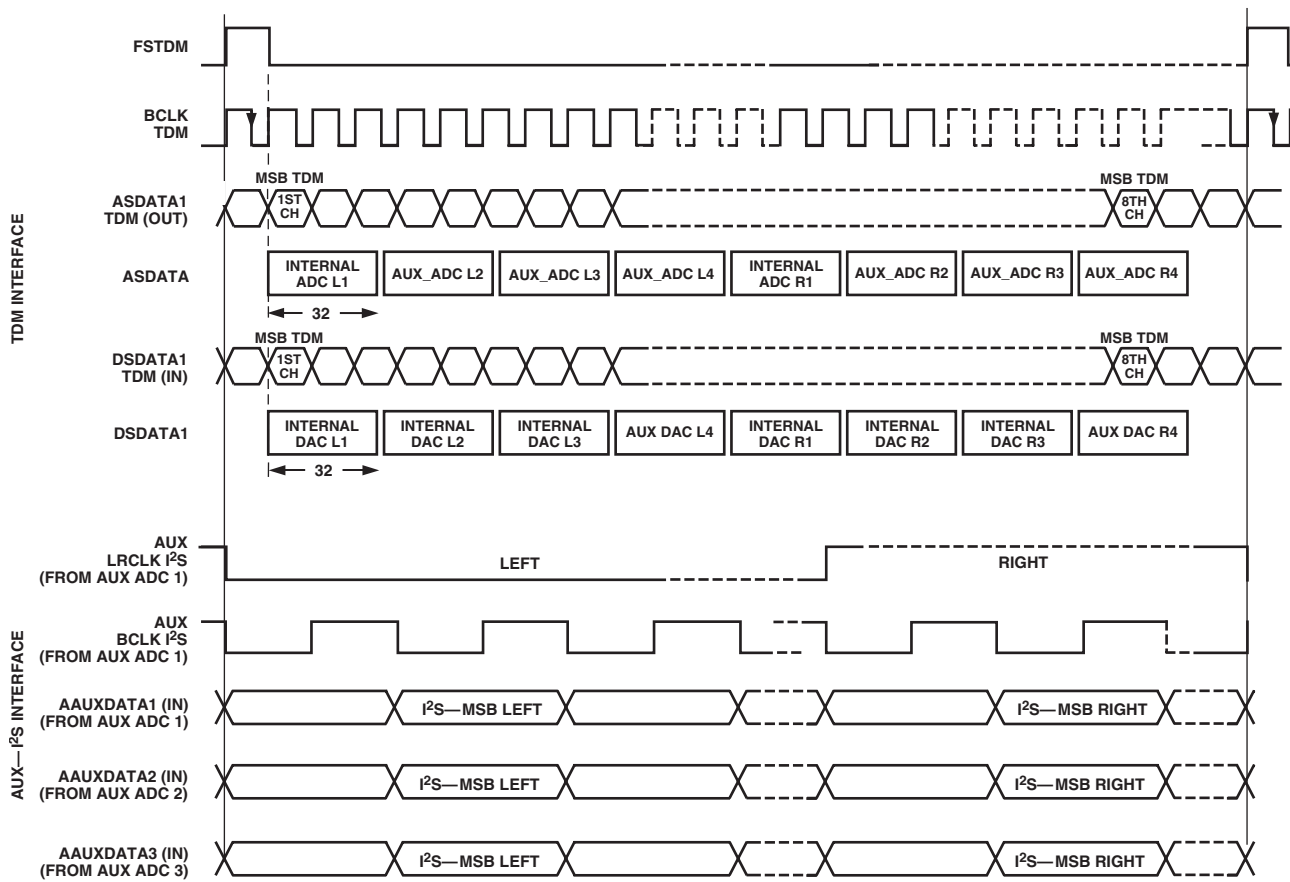 FSTDM
BCLK
TDM
TDM INTERFACE
MSB TDM
MSB TDM
ASDATA1
TDM (OUT)
1ST
CH
8TH
CH
ASDATA
INTERNAL
ADC L1
AUX_ADC L2
AUX_ADC L3
AUX_ADC L4
INTERNAL
ADC R1
AUX_ADC R2
AUX_ADC R3
AUX_ADC R4
32
MSB TDM
MSB TDM
DSDATA1
TDM (IN)
1ST
CH
8TH
CH
DSDATA1
INTERNAL
DAC L1
INTERNAL
DAC L2
INTERNAL
DAC L3
AUX DAC L4
INTERNAL
DAC R1
INTERNAL
DAC R2
INTERNAL
DAC R3
AUX DAC R4
32
AUX—I²S INTERFACE
AUX
LRCLK I²S
(FROM AUX ADC 1)
LEFT
RIGHT
AUX
BCLK I²S
(FROM AUX ADC 1)
AAUXDATA1 (IN)
(FROM AUX ADC 1)
I²S—MSB LEFT
I²S—MSB RIGHT
AAUXDATA2 (IN)
(FROM AUX ADC 2)
I²S—MSB LEFT
I²S—MSB RIGHT
AAUXDATA3 (IN)
(FROM AUX ADC 3)
I²S—MSB LEFT
I²S—MSB RIGHT